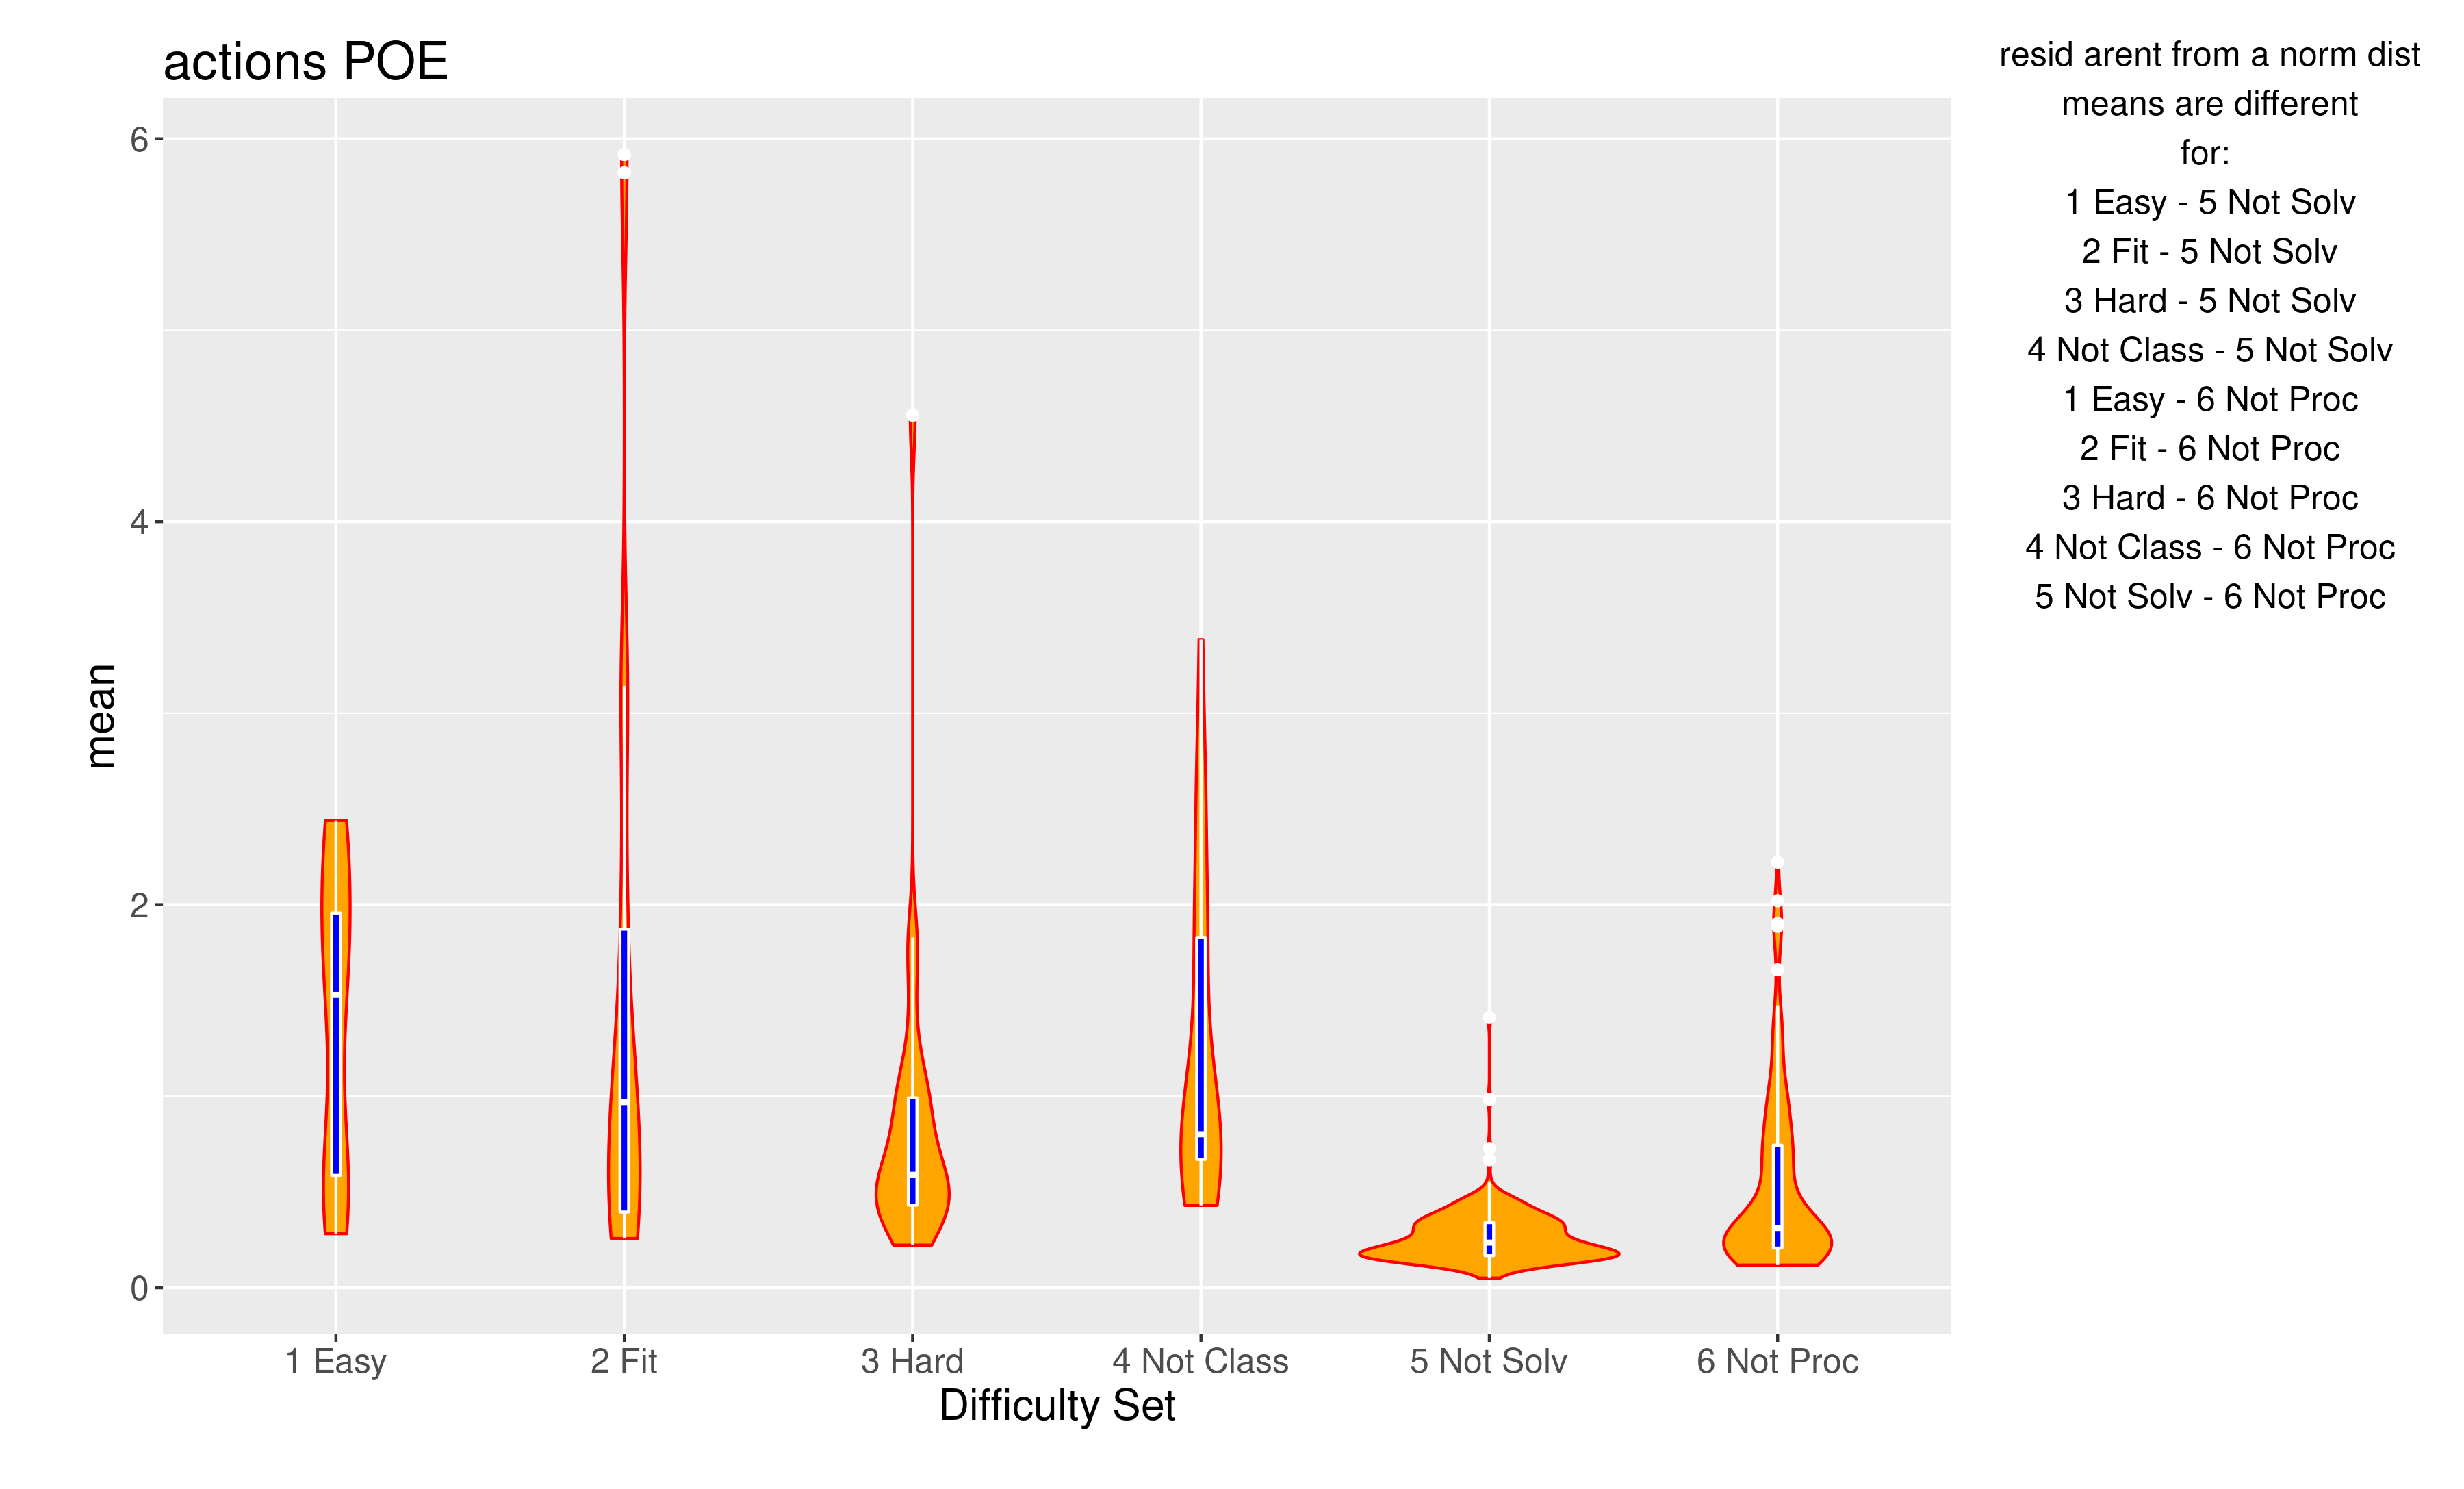 actions POE
resid arent from a norm dist
means are different
for:
1 Easy - 5 Not Solv
2 Fit - 5 Not Solv
3 Hard - 5 Not Solv
4 Not Class - 5 Not Solv
1 Easy - 6 Not Proc
2 Fit - 6 Not Proc
3 Hard - 6 Not Proc
4 Not Class - 6 Not Proc
5 Not Solv - 6 Not Proc
mean
6
4
2
0
1 Easy
2 Fit
3 Hard
4 Not Class
5 Not Solv
6 Not Proc
Difficulty Set